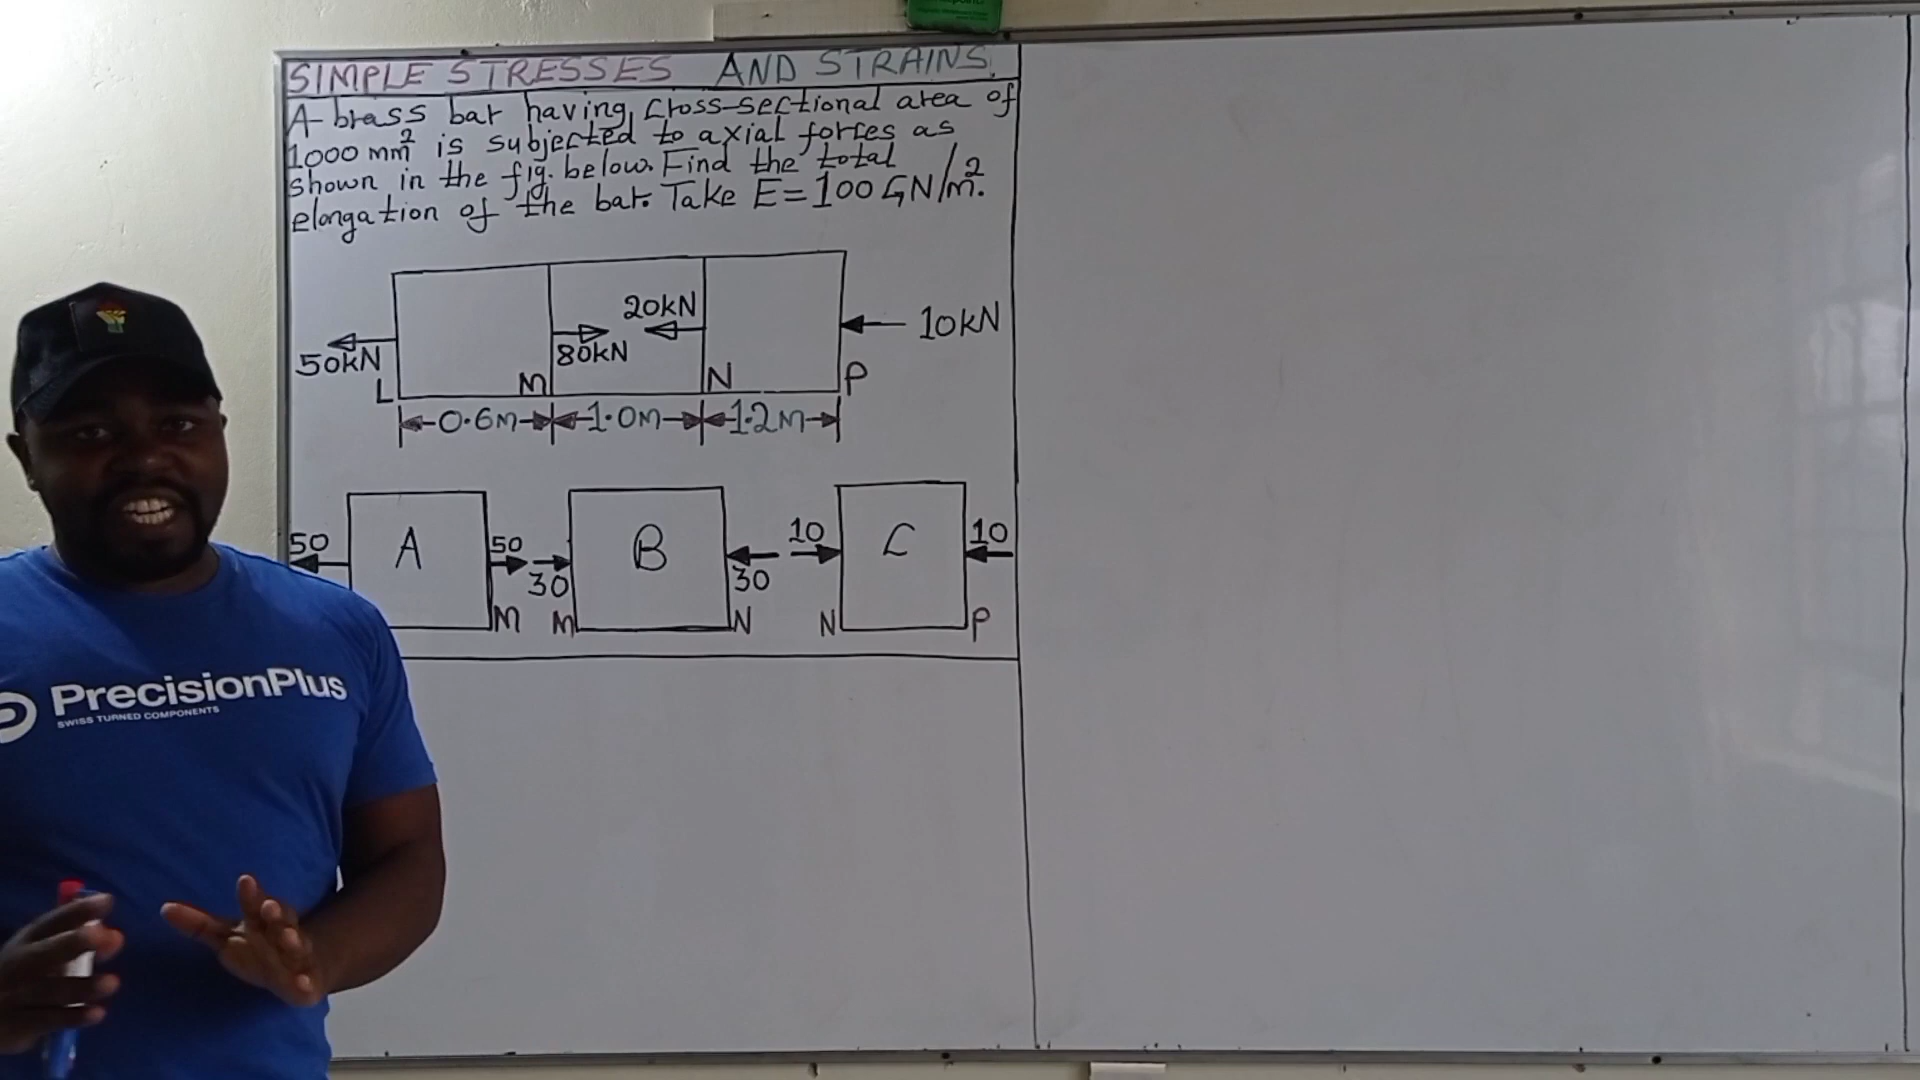 SIMPLE STRESSES AND STRAINS.
A brass bar having cross-sectional area of
1000 mm² is subjected to axial forces as
shown in the fig. below. Find the total
elongation of the bar. Take E=100 GN/m².
20kN
10kN
80kN
50kN
L
M
N
P
0.6m
1.0m
1.2m
50
A
50
30
B
30
10
C
10
M
M
N
N
P
PrecisionPlus
SWISS TURNED COMPONENTS